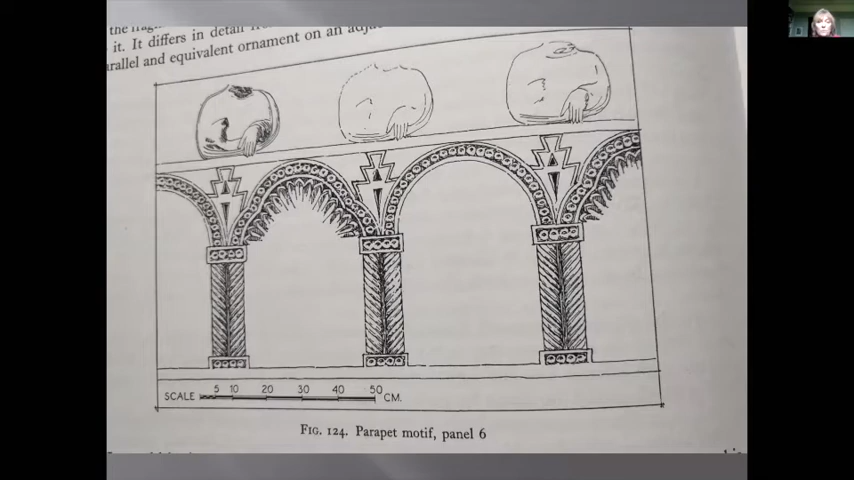 the
it. It differs in detail
parallel and equivalent ornament on an
SCALE 5 10 20 30 40 50 CM.
FIG. 124. Parapet motif, panel 6